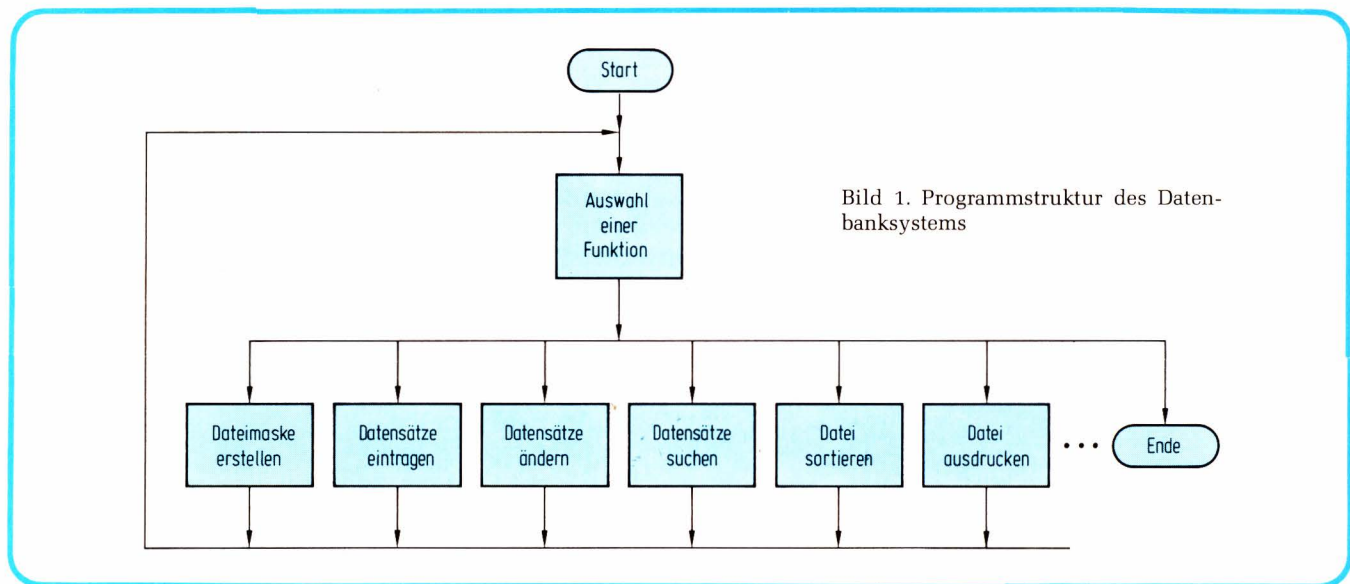 Start
Auswahl
einer
Funktion
Bild 1. Programmstruktur des Daten-
banksystems
Dateimaske
erstellen
Datensätze
eintragen
Datensätze
ändern
Datensätze
suchen
Datei
sortieren
Datei
ausdrucken
•••
Ende